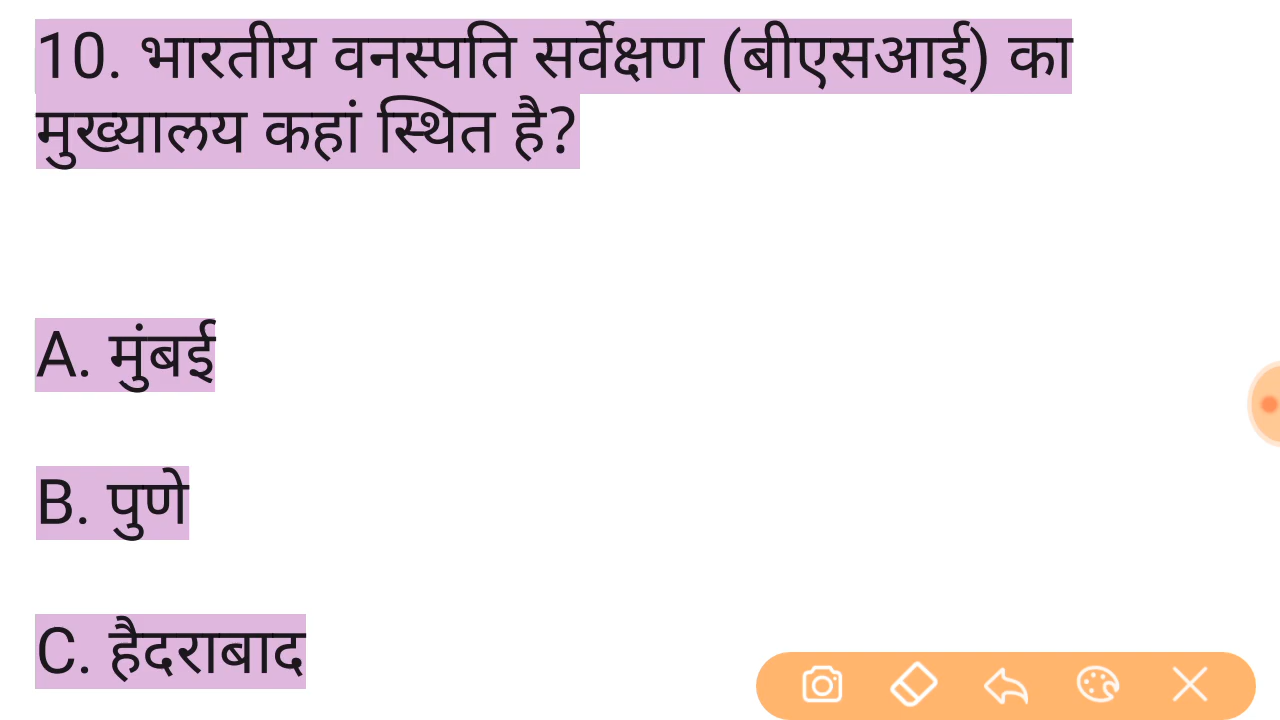 10. भारतीय वनस्पति सर्वेक्षण (बीएसआई) का
मुख्यालय कहां स्थित है?
A. मुंबई
B. पुणे
C. हैदराबाद